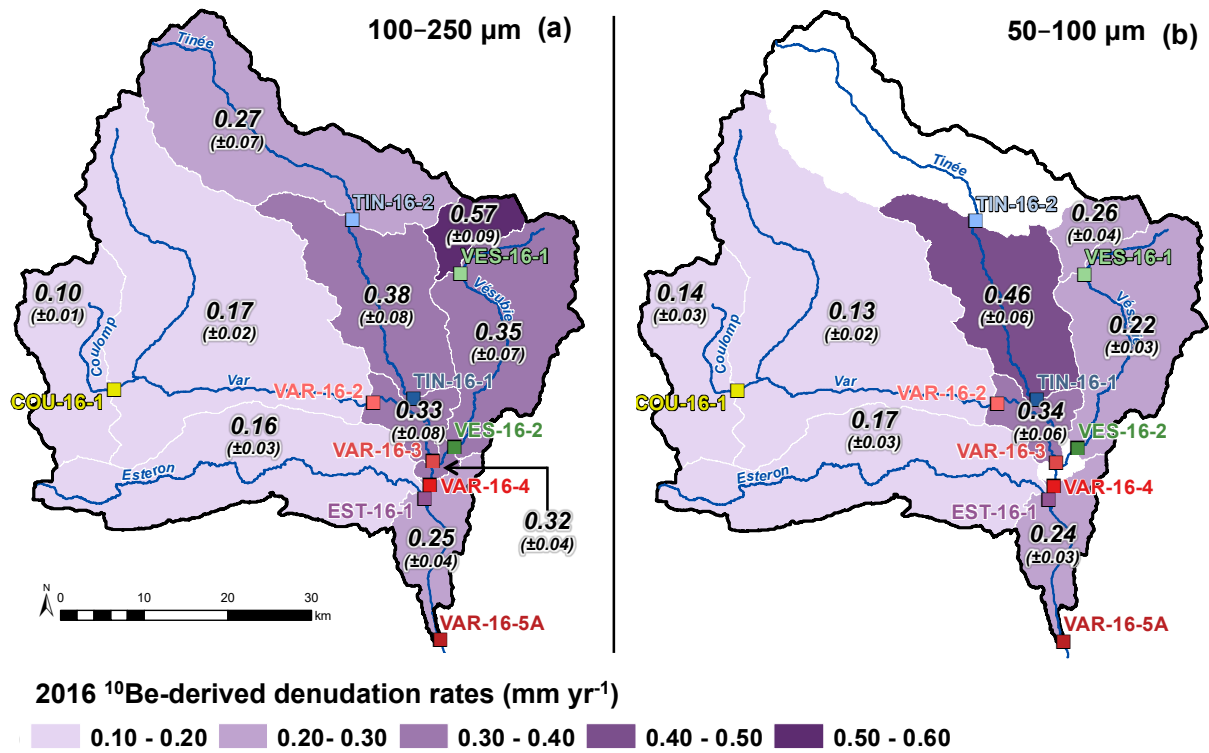 100–250 µm (a)
Tinée
0.27
(±0.07)
TIN-16-2
0.57
(±0.09)
VES-16-1
0.10
(±0.01)
0.17
(±0.02)
0.38
(±0.08)
Vésubie
0.35
(±0.07)
Coulomp
COU-16-1
Var
VAR-16-2
TIN-16-1
0.33
(±0.08)
VES-16-2
0.16
(±0.03)
VAR-16-3
Esteron
VAR-16-4
EST-16-1
0.32
(±0.04)
0.25
(±0.04)
N
0 10 20 30
km
VAR-16-5A
50–100 µm (b)
Tinée
TIN-16-2
0.26
(±0.04)
VES-16-1
0.14
(±0.03)
0.13
(±0.02)
0.46
(±0.06)
0.22
(±0.03)
Coulomp
COU-16-1
Var
VAR-16-2
TIN-16-1
0.34
(±0.06)
VES-16-2
0.17
(±0.03)
VAR-16-3
Esteron
VAR-16-4
EST-16-1
0.24
(±0.03)
VAR-16-5A
2016 ¹⁰Be-derived denudation rates (mm yr⁻¹)
0.10 - 0.20 0.20- 0.30 0.30 - 0.40 0.40 - 0.50 0.50 - 0.60